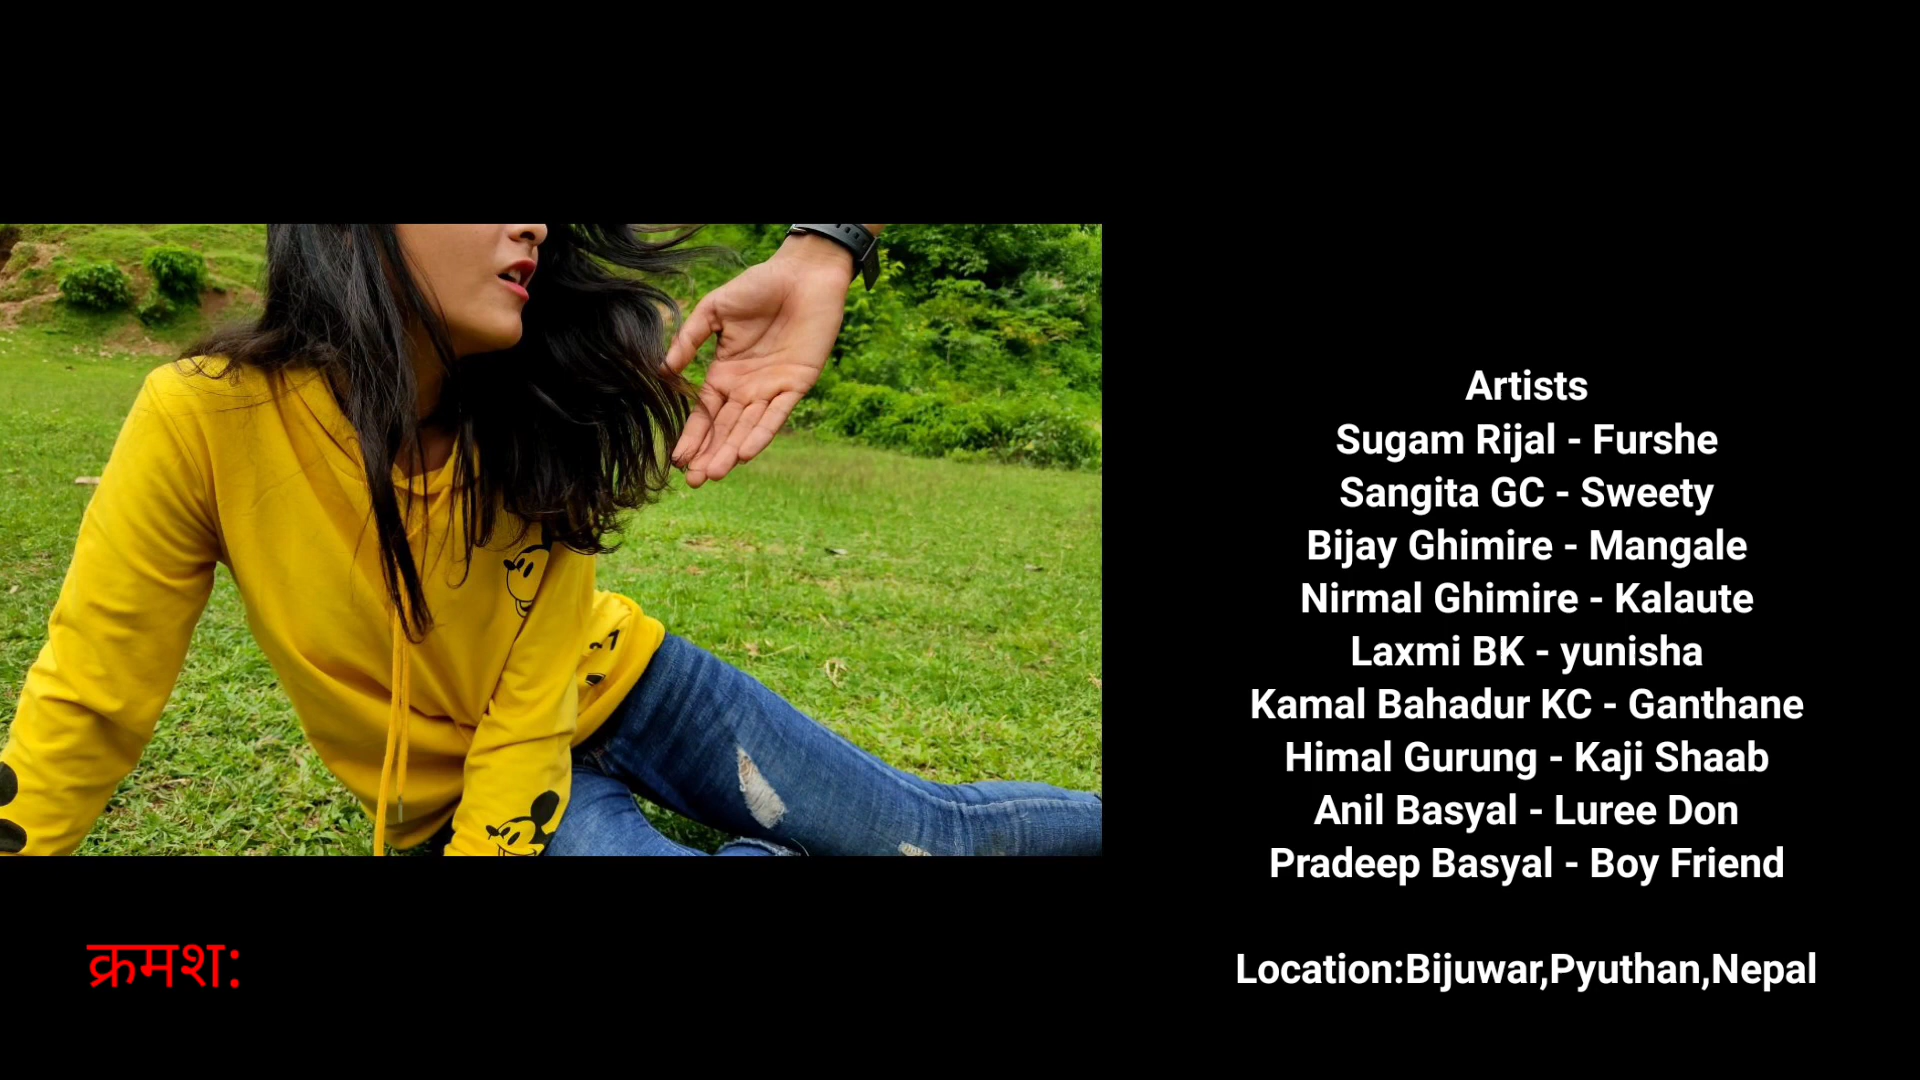 Artists
Sugam Rijal - Furshe
Sangita GC - Sweety
Bijay Ghimire - Mangale
Nirmal Ghimire - Kalaute
Laxmi BK - yunisha
Kamal Bahadur KC - Ganthane
Himal Gurung - Kaji Shaab
Anil Basyal - Luree Don
Pradeep Basyal - Boy Friend
Location:Bijuwar,Pyuthan,Nepal
क्रमश: